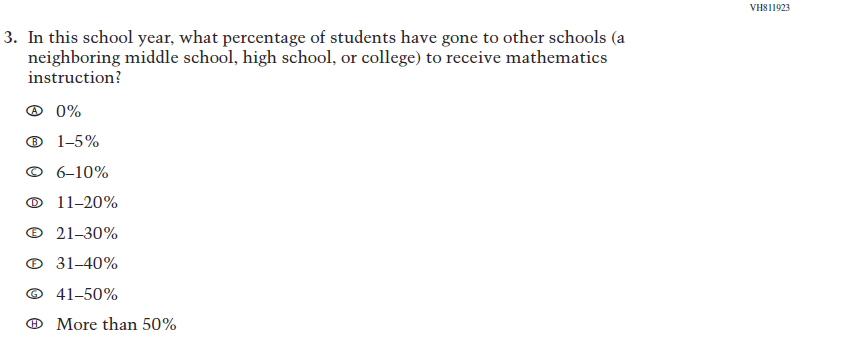 VH811923
3. In this school year, what percentage of students have gone to other schools (a
neighboring middle school, high school, or college) to receive mathematics
instruction?
Ⓐ 0%
Ⓑ 1–5%
Ⓒ 6–10%
Ⓓ 11–20%
Ⓔ 21–30%
Ⓕ 31–40%
Ⓖ 41–50%
Ⓗ More than 50%